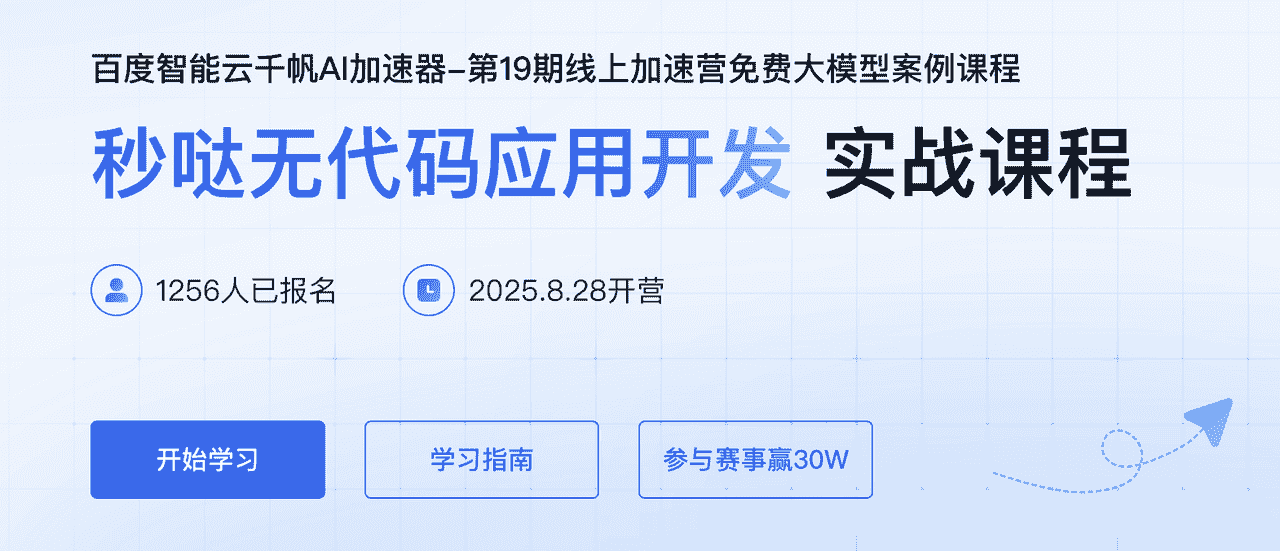 百度智能云千帆AI加速器–第19期线上加速营免费大模型案例课程
秒哒无代码应用开发 实战课程
1256人已报名 2025.8.28开营
开始学习 学习指南 参与赛事赢30W